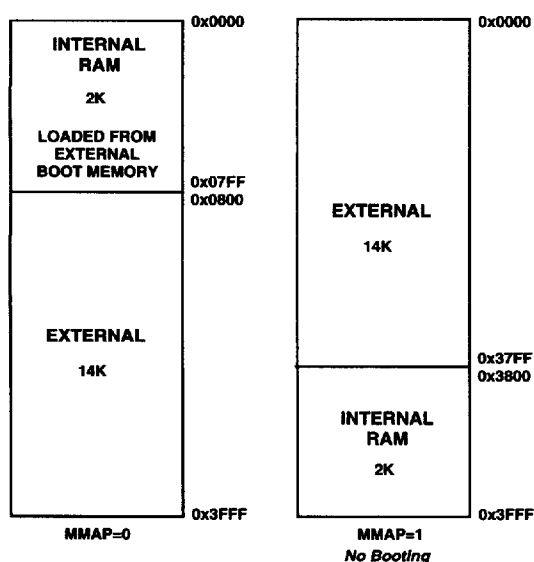 INTERNAL
RAM
2K
LOADED FROM
EXTERNAL
BOOT MEMORY
0x0000
0x07FF
0x0800
EXTERNAL
14K
0x3FFF
MMAP=0
0x0000
EXTERNAL
14K
0x37FF
0x3800
INTERNAL
RAM
2K
0x3FFF
MMAP=1
No Booting